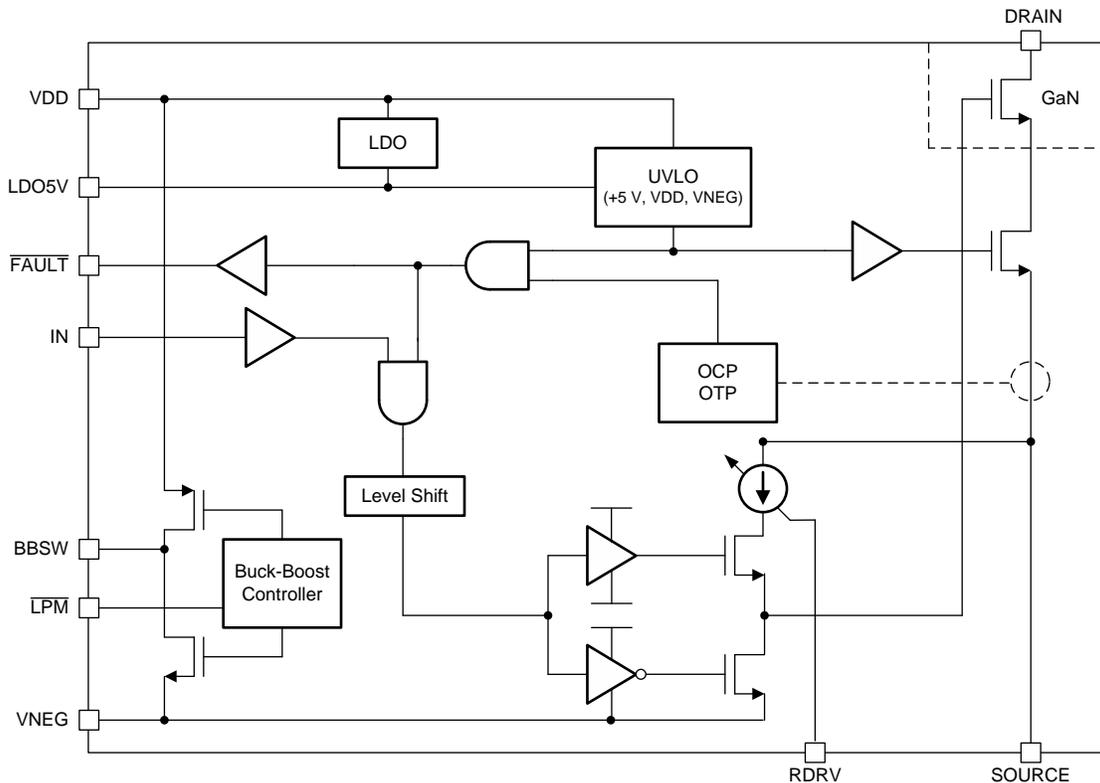 DRAIN
VDD
GaN
LDO
LDO5V
UVLO
(+5 V, VDD, VNEG)
FAULT
IN
OCP
OTP
Level Shift
BBSW
Buck-Boost
Controller
LPM
VNEG
RDRV
SOURCE